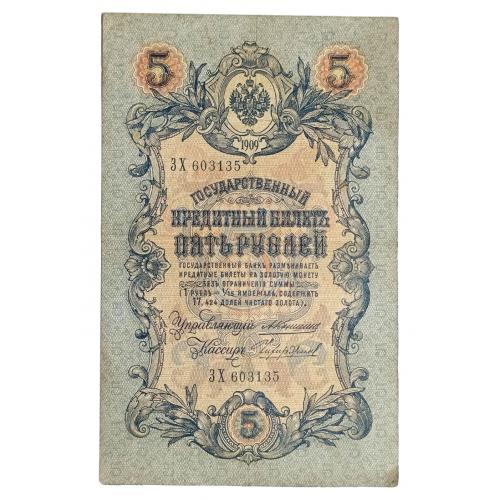 5 5
1909
ЗХ 603135
ГОСУДАРСТВЕННЫЙ
КРЕДИТНЫЙ БИЛЕТЪ
ПЯТЬ РУБЛЕЙ
ГОСУДАРСТВЕННЫЙ БАНКЪ РАЗМѢНИВАЕТЪ
КРЕДИТНЫЕ БИЛЕТЫ НА ЗОЛОТУЮ МОНЕТУ
БЕЗЪ ОГРАНИЧЕНІЯ СУММЫ
(1 РУБЛЬ = 1/15 ИМПЕРІАЛА, СОДЕРЖИТЪ
17,424 ДОЛЕЙ ЧИСТАГО ЗОЛОТА).
Управляющій
Кассиръ
ЗХ 603135
5